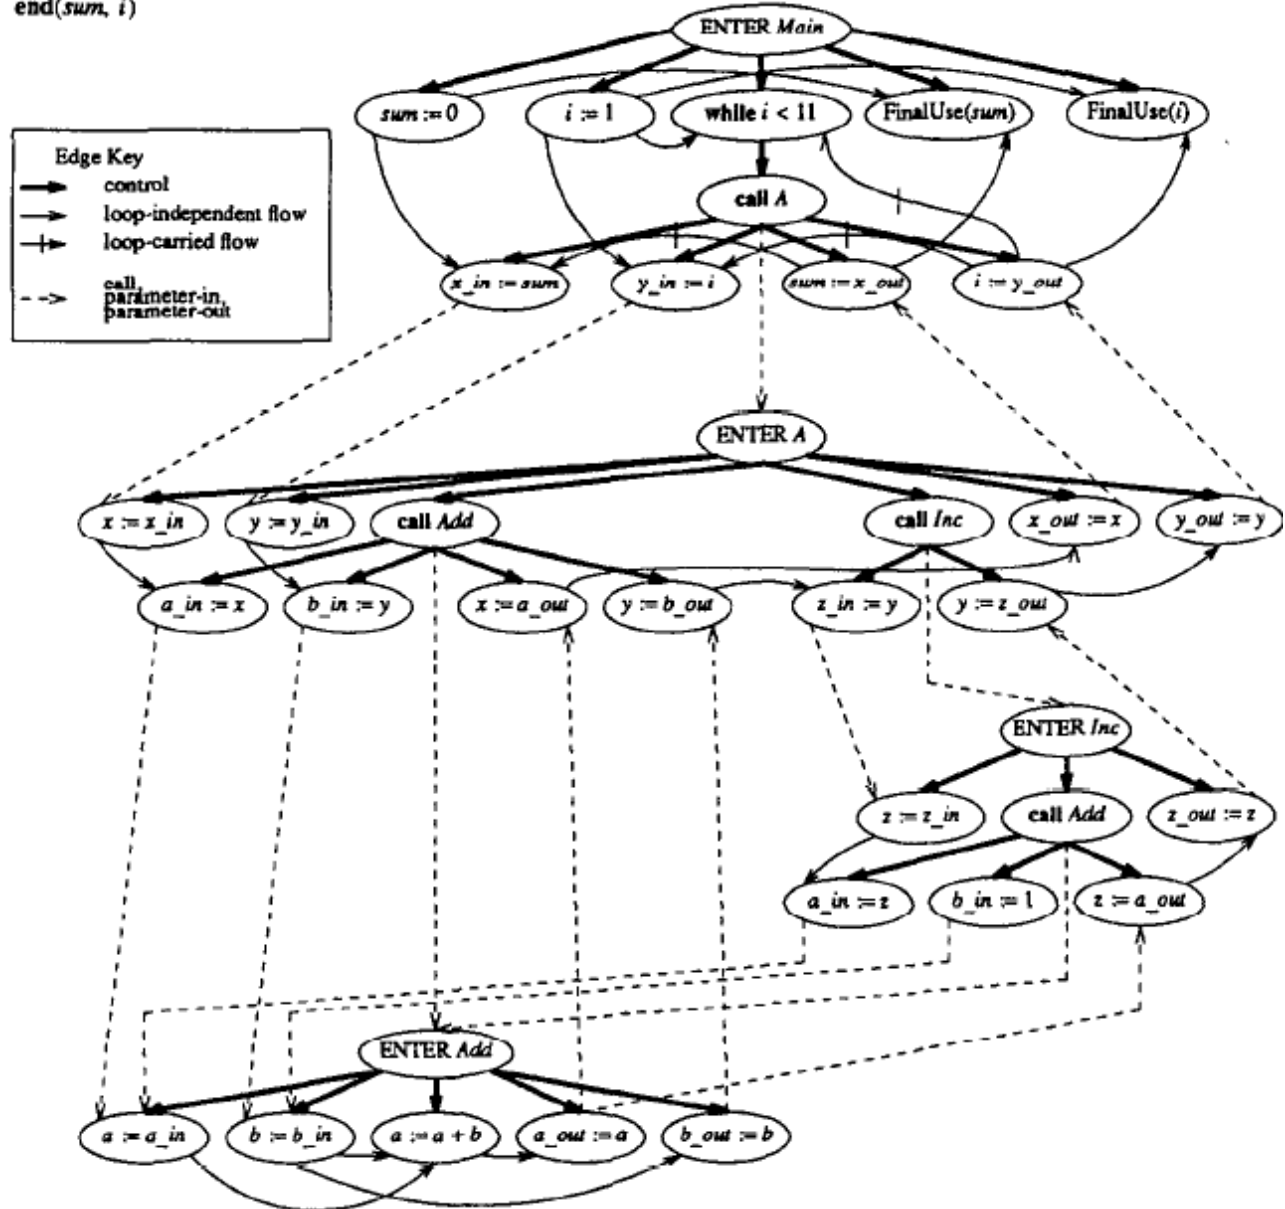 end(sum, i)
ENTER Main
sum := 0
i := 1
while i < 11
FinalUse(sum)
FinalUse(i)
Edge Key
control
loop-independent flow
loop-carried flow
call,
parameter-in,
parameter-out
call A
x_in := sum
y_in := i
sum := x_out
i := y_out
ENTER A
x := x_in
y := y_in
call Add
call Inc
x_out := x
y_out := y
a_in := x
b_in := y
x := a_out
y := b_out
z_in := y
y := z_out
ENTER Inc
z := z_in
call Add
z_out := z
a_in := z
b_in := 1
z := a_out
ENTER Add
a := a_in
b := b_in
a := a + b
a_out := a
b_out := b